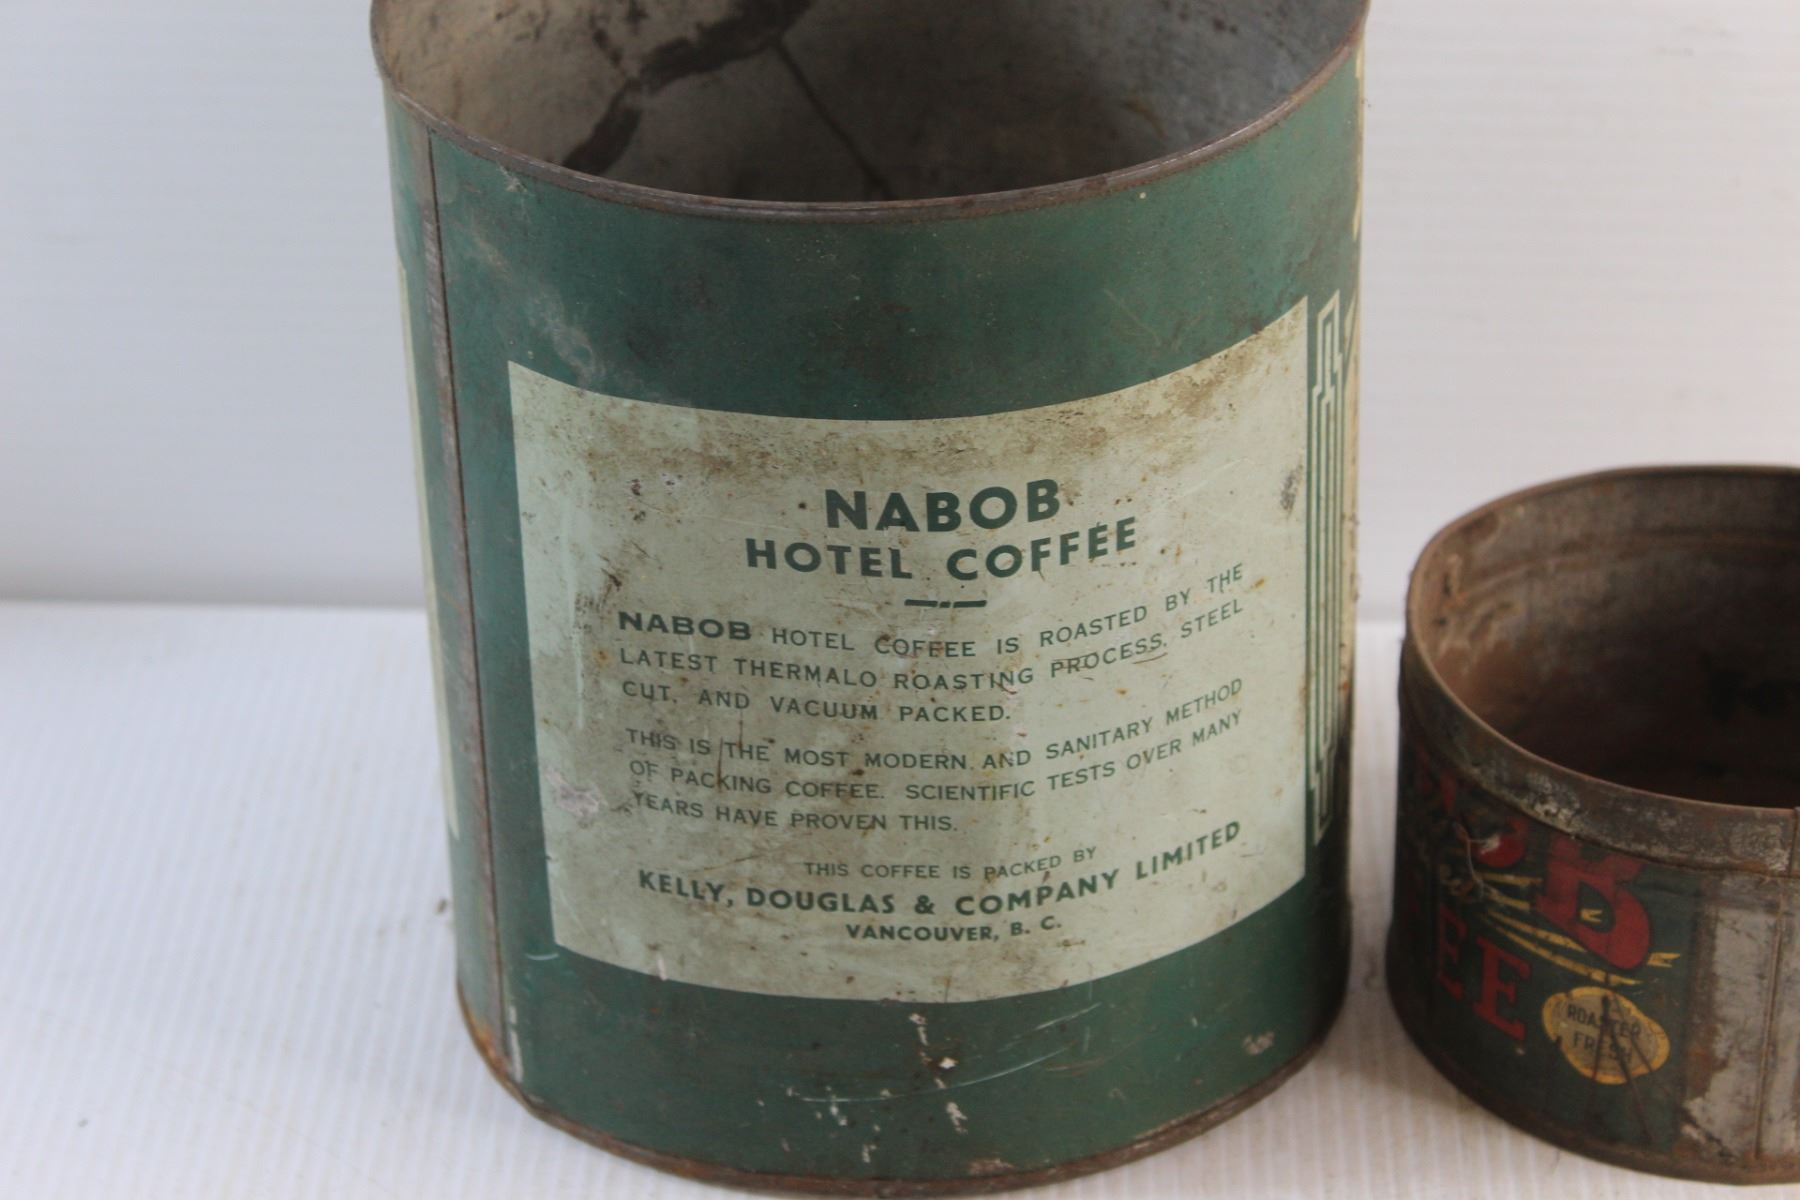 NABOB
HOTEL COFFEE
NABOB HOTEL COFFEE IS ROASTED BY THE
LATEST THERMALO ROASTING PROCESS, STEEL
CUT, AND VACUUM PACKED.
THIS IS THE MOST MODERN AND SANITARY METHOD
OF PACKING COFFEE. SCIENTIFIC TESTS OVER MANY
YEARS HAVE PROVEN THIS.
THIS COFFEE IS PACKED BY
KELLY, DOUGLAS & COMPANY LIMITED
VANCOUVER, B. C.
ROASTER
FRESH